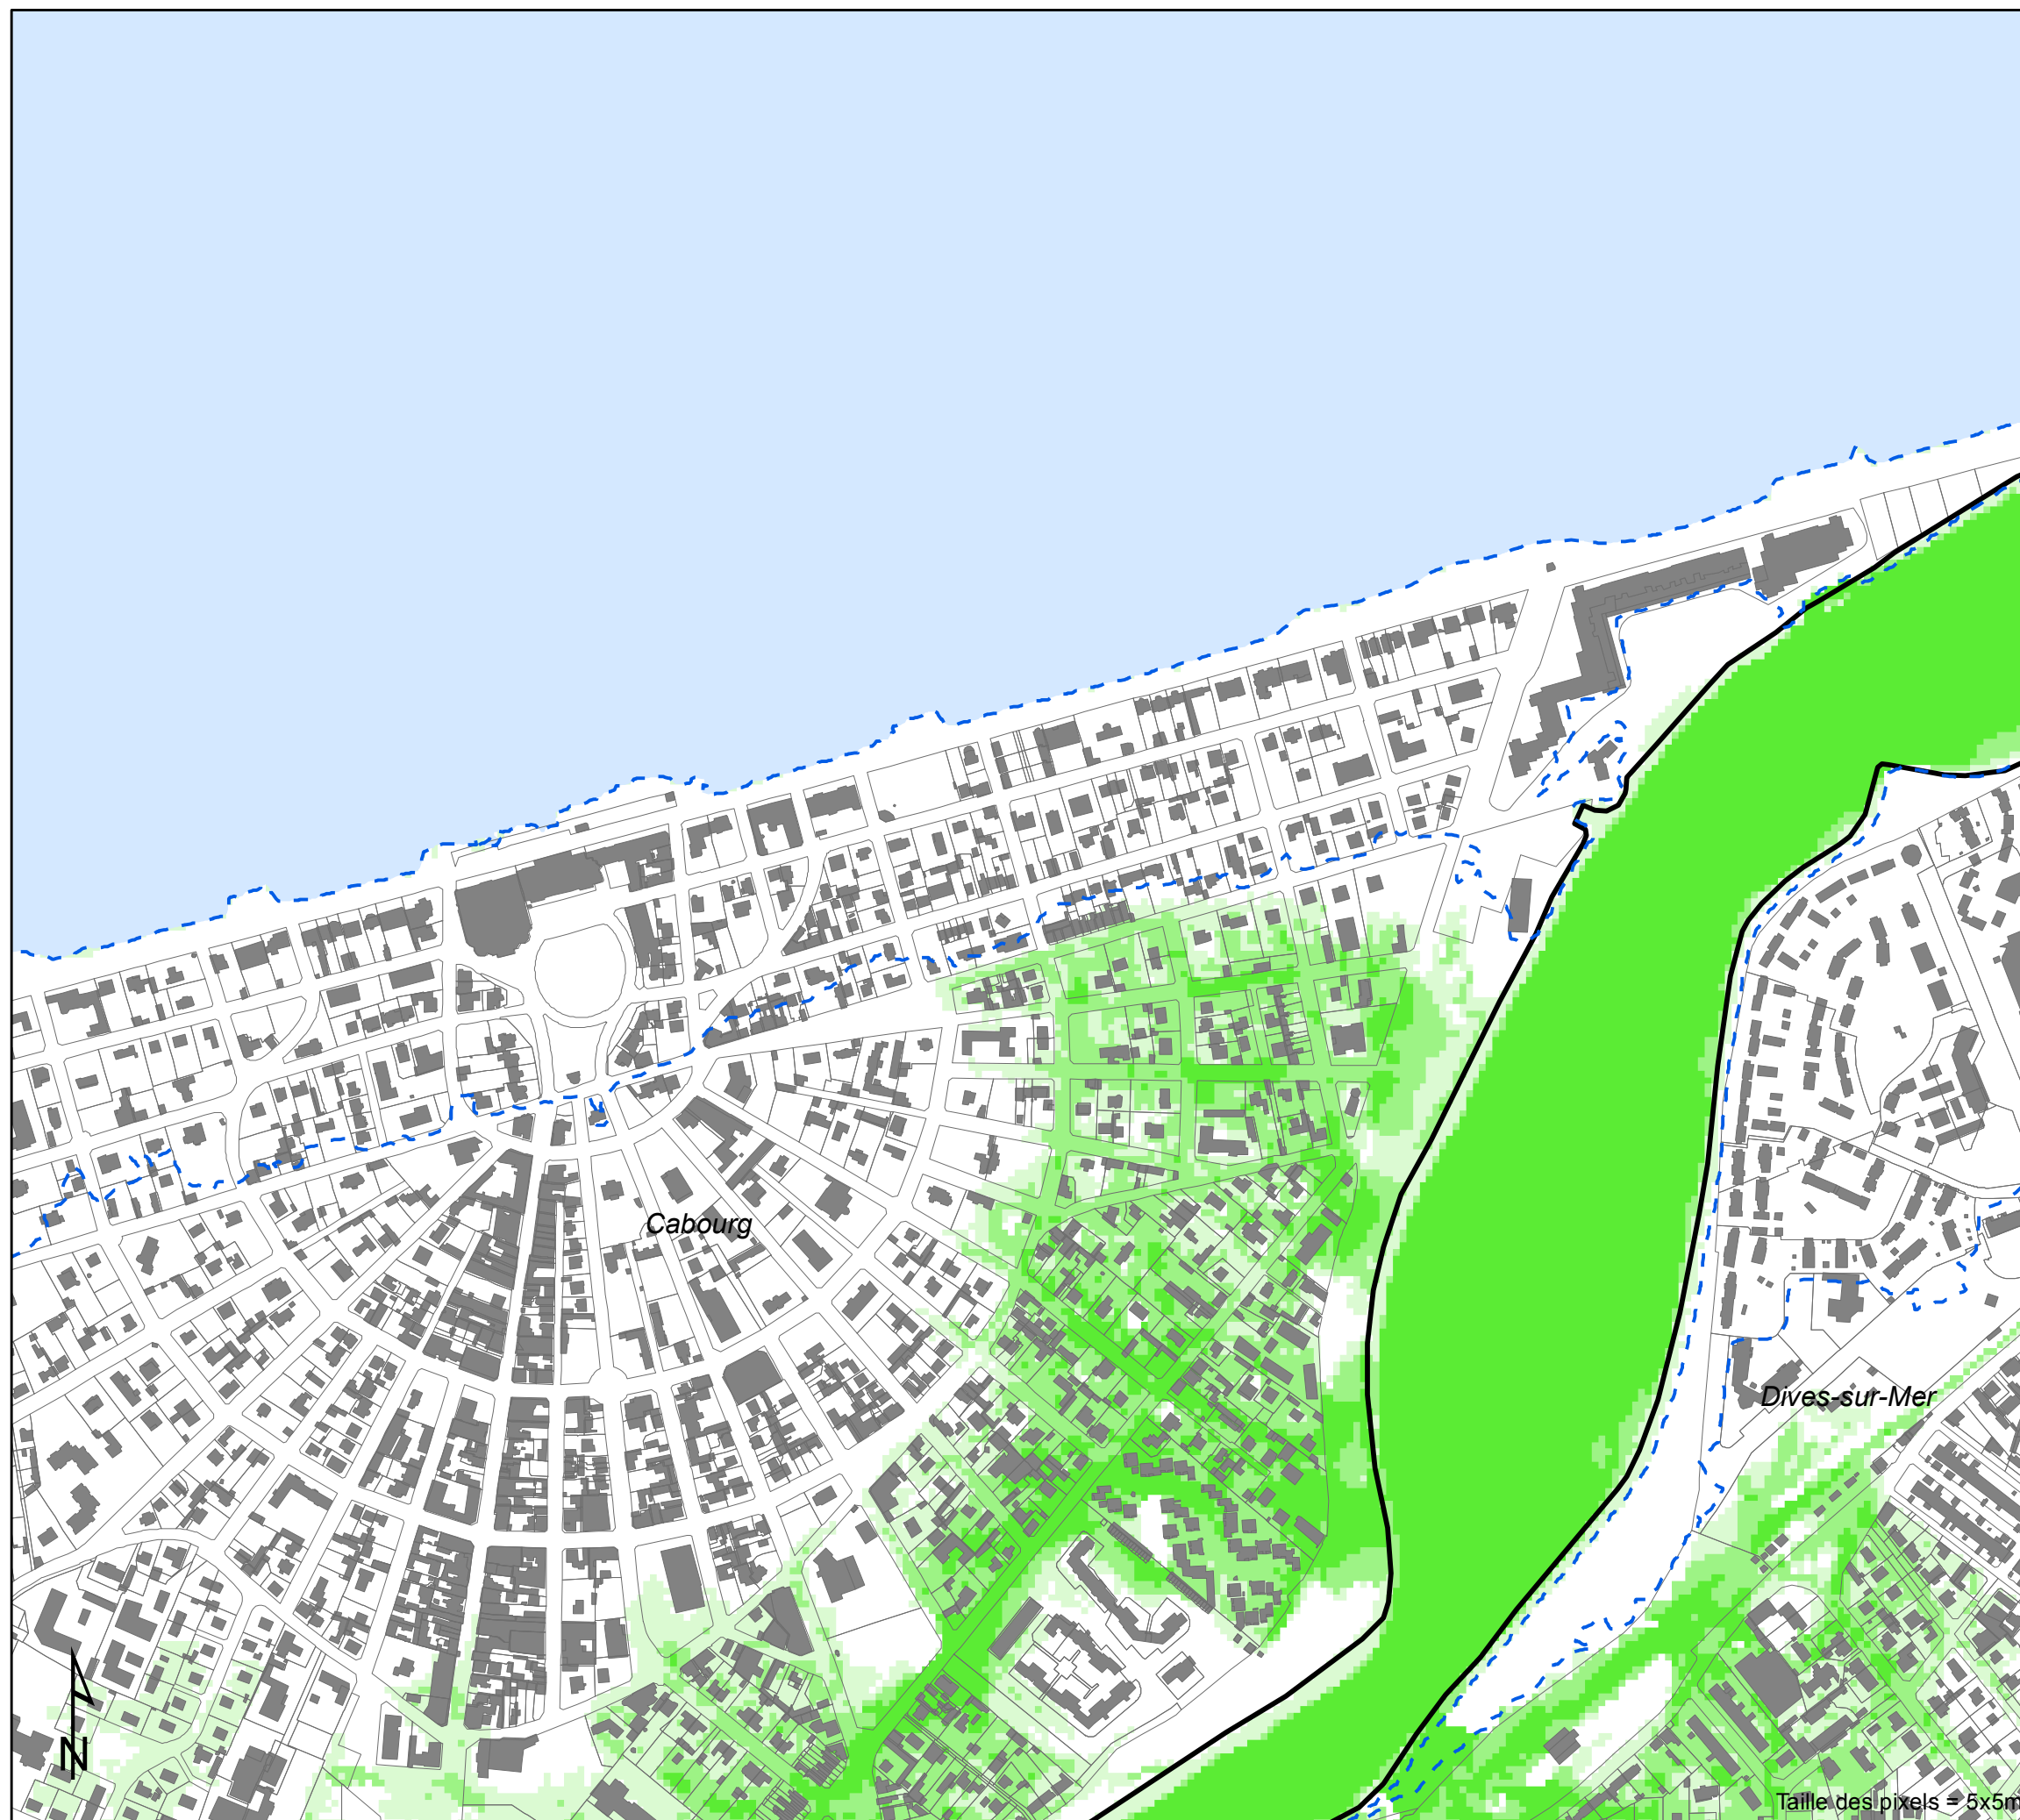 Cabourg
Dives-sur-Mer
N
Taille des pixels = 5x5m